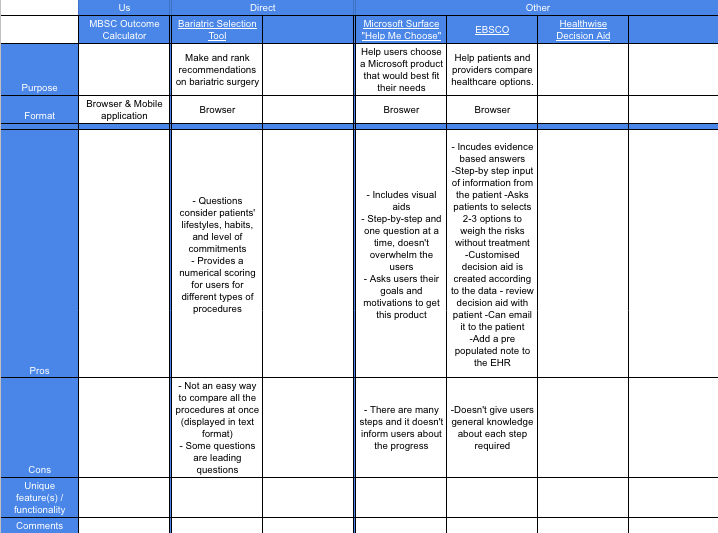 Us
Direct
Other
MBSC Outcome
Calculator
Bariatric Selection
Tool
Microsoft Surface
"Help Me Choose"
EBSCO
Healthwise
Decision Aid
Purpose
Make and rank
recommendations
on bariatric surgery
Help users choose
a Microsoft product
that would best fit
their needs
Help patients and
providers compare
healthcare options.
Format
Browser & Mobile
application
Browser
Broswer
Browser
Pros
- Questions
consider patients'
lifestyles, habits,
and level of
commitments
- Provides a
numerical scoring
for users for
different types of
procedures
- Includes visual
aids
- Step-by-step and
one question at a
time, doesn't
overwhelm the
users
- Asks users their
goals and
motivations to get
this product
- Incudes evidence
based answers
-Step-by step input
of information from
the patient -Asks
patients to selects
2-3 options to
weigh the risks
without treatment
-Customised
decision aid is
created according
to the data - review
decision aid with
patient -Can email
it to the patient
-Add a pre
populated note to
the EHR
Cons
- Not an easy way
to compare all the
procedures at once
(displayed in text
format)
- Some questions
are leading
questions
- There are many
steps and it doesn't
inform users about
the progress
-Doesn't give users
general knowledge
about each step
required
Unique
feature(s) /
functionality
Comments